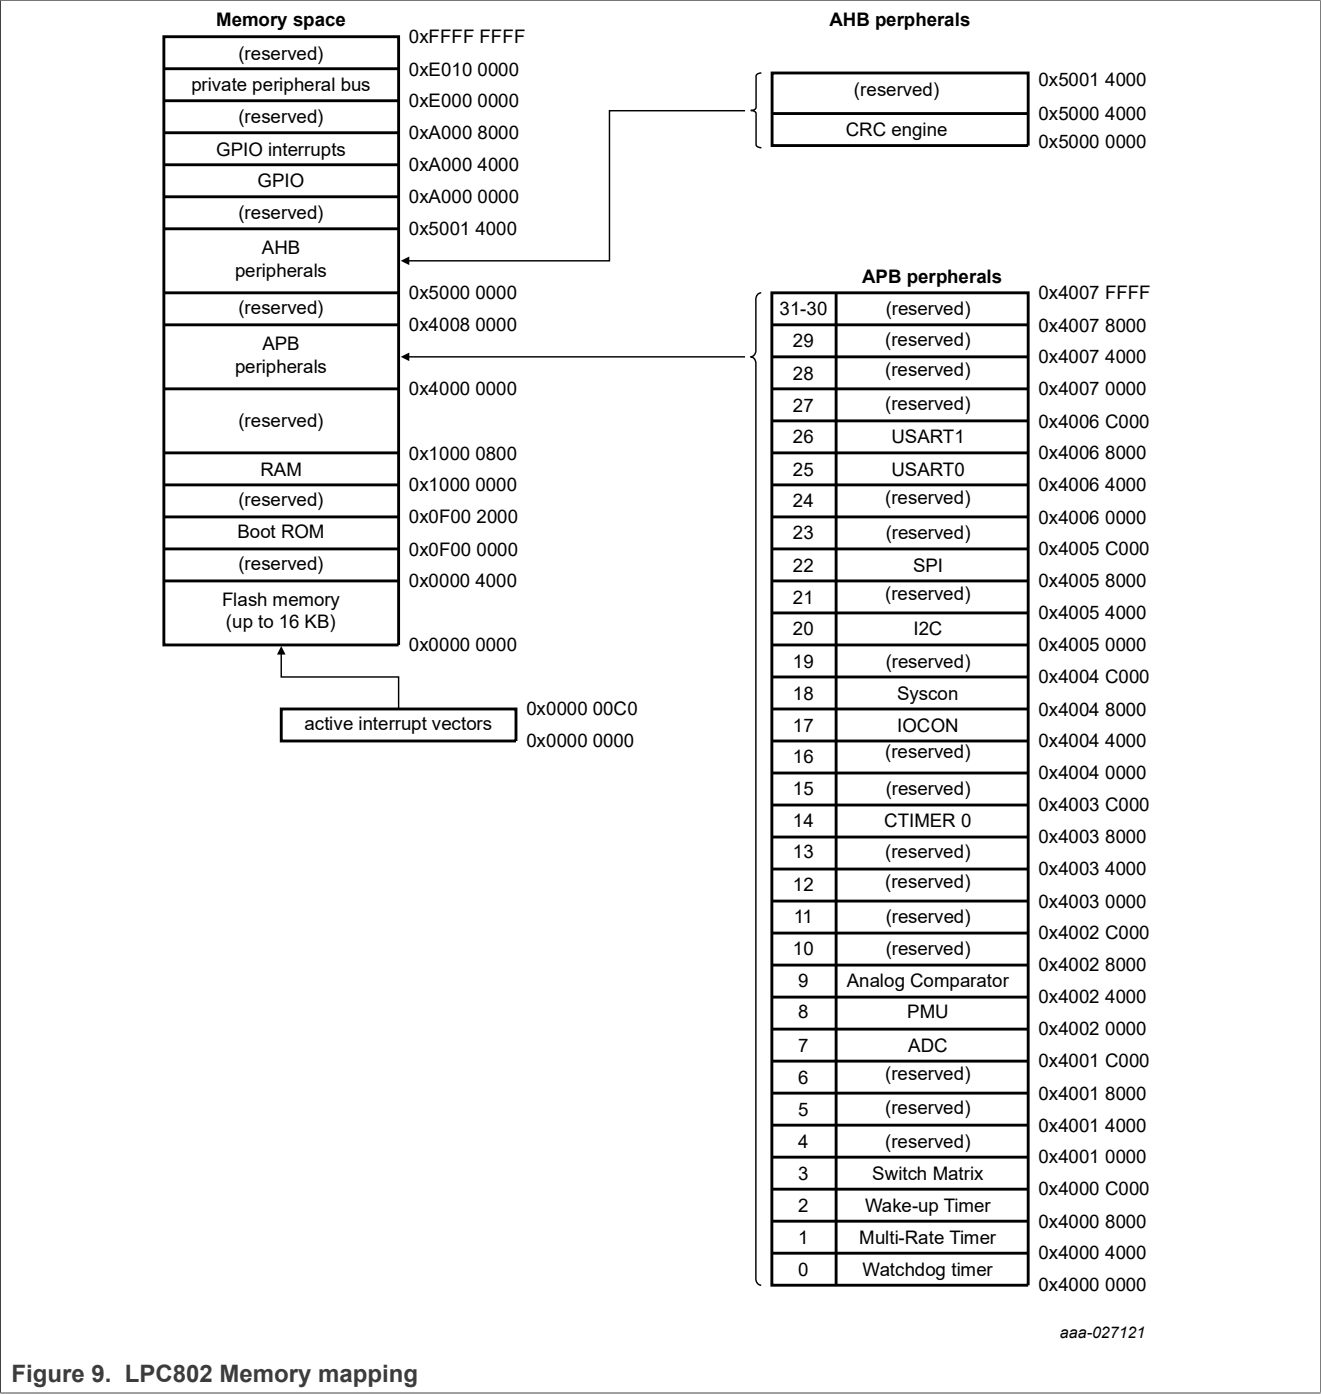 Memory space
0xFFFF FFFF
(reserved)
0xE010 0000
private peripheral bus
0xE000 0000
(reserved)
0xA000 8000
GPIO interrupts
0xA000 4000
GPIO
0xA000 0000
(reserved)
0x5001 4000
AHB
peripherals
0x5000 0000
(reserved)
0x4008 0000
APB
peripherals
0x4000 0000
(reserved)
0x1000 0800
RAM
0x1000 0000
(reserved)
0x0F00 2000
Boot ROM
0x0F00 0000
(reserved)
0x0000 4000
Flash memory
(up to 16 KB)
0x0000 0000
0x0000 00C0
active interrupt vectors
0x0000 0000
AHB perpherals
0x5001 4000
(reserved)
0x5000 4000
CRC engine
0x5000 0000
APB perpherals
0x4007 FFFF
31-30 (reserved)
0x4007 8000
29 (reserved)
0x4007 4000
28 (reserved)
0x4007 0000
27 (reserved)
0x4006 C000
26 USART1
0x4006 8000
25 USART0
0x4006 4000
24 (reserved)
0x4006 0000
23 (reserved)
0x4005 C000
22 SPI
0x4005 8000
21 (reserved)
0x4005 4000
20 I2C
0x4005 0000
19 (reserved)
0x4004 C000
18 Syscon
0x4004 8000
17 IOCON
0x4004 4000
16 (reserved)
0x4004 0000
15 (reserved)
0x4003 C000
14 CTIMER 0
0x4003 8000
13 (reserved)
0x4003 4000
12 (reserved)
0x4003 0000
11 (reserved)
0x4002 C000
10 (reserved)
0x4002 8000
9 Analog Comparator
0x4002 4000
8 PMU
0x4002 0000
7 ADC
0x4001 C000
6 (reserved)
0x4001 8000
5 (reserved)
0x4001 4000
4 (reserved)
0x4001 0000
3 Switch Matrix
0x4000 C000
2 Wake-up Timer
0x4000 8000
1 Multi-Rate Timer
0x4000 4000
0 Watchdog timer
0x4000 0000
aaa-027121
Figure 9. LPC802 Memory mapping